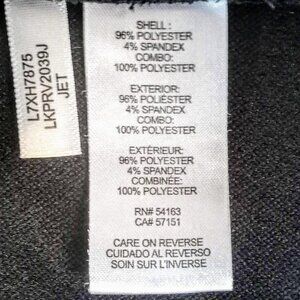 L7XH7875
LKPRV2039J
JET
SHELL :
96% POLYESTER
4% SPANDEX
COMBO:
100% POLYESTER
EXTERIOR:
96% POLIÉSTER
4% SPANDEX
COMBO:
100% POLYESTER
EXTÉRIEUR:
96% POLYESTER
4% SPANDEX
COMBINÉE:
100% POLYESTER
RN# 54163
CA# 57151
CARE ON REVERSE
CUIDADO AL REVERSO
SOIN SUR L'INVERSE